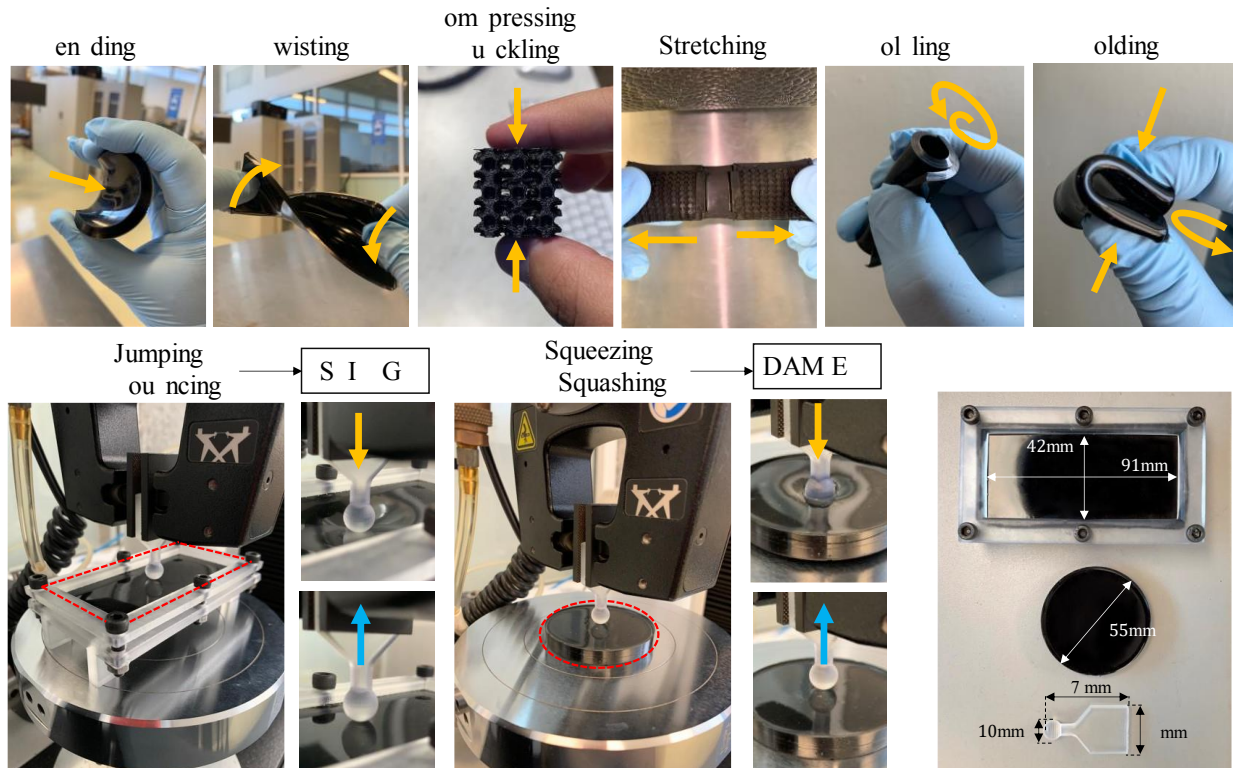 en ding
wisting
om pressing
u ckling
Stretching
ol ling
olding
Jumping
ou ncing
S I G
Squeezing
Squashing
DAM E
42mm
91mm
55mm
7 mm
10mm
mm